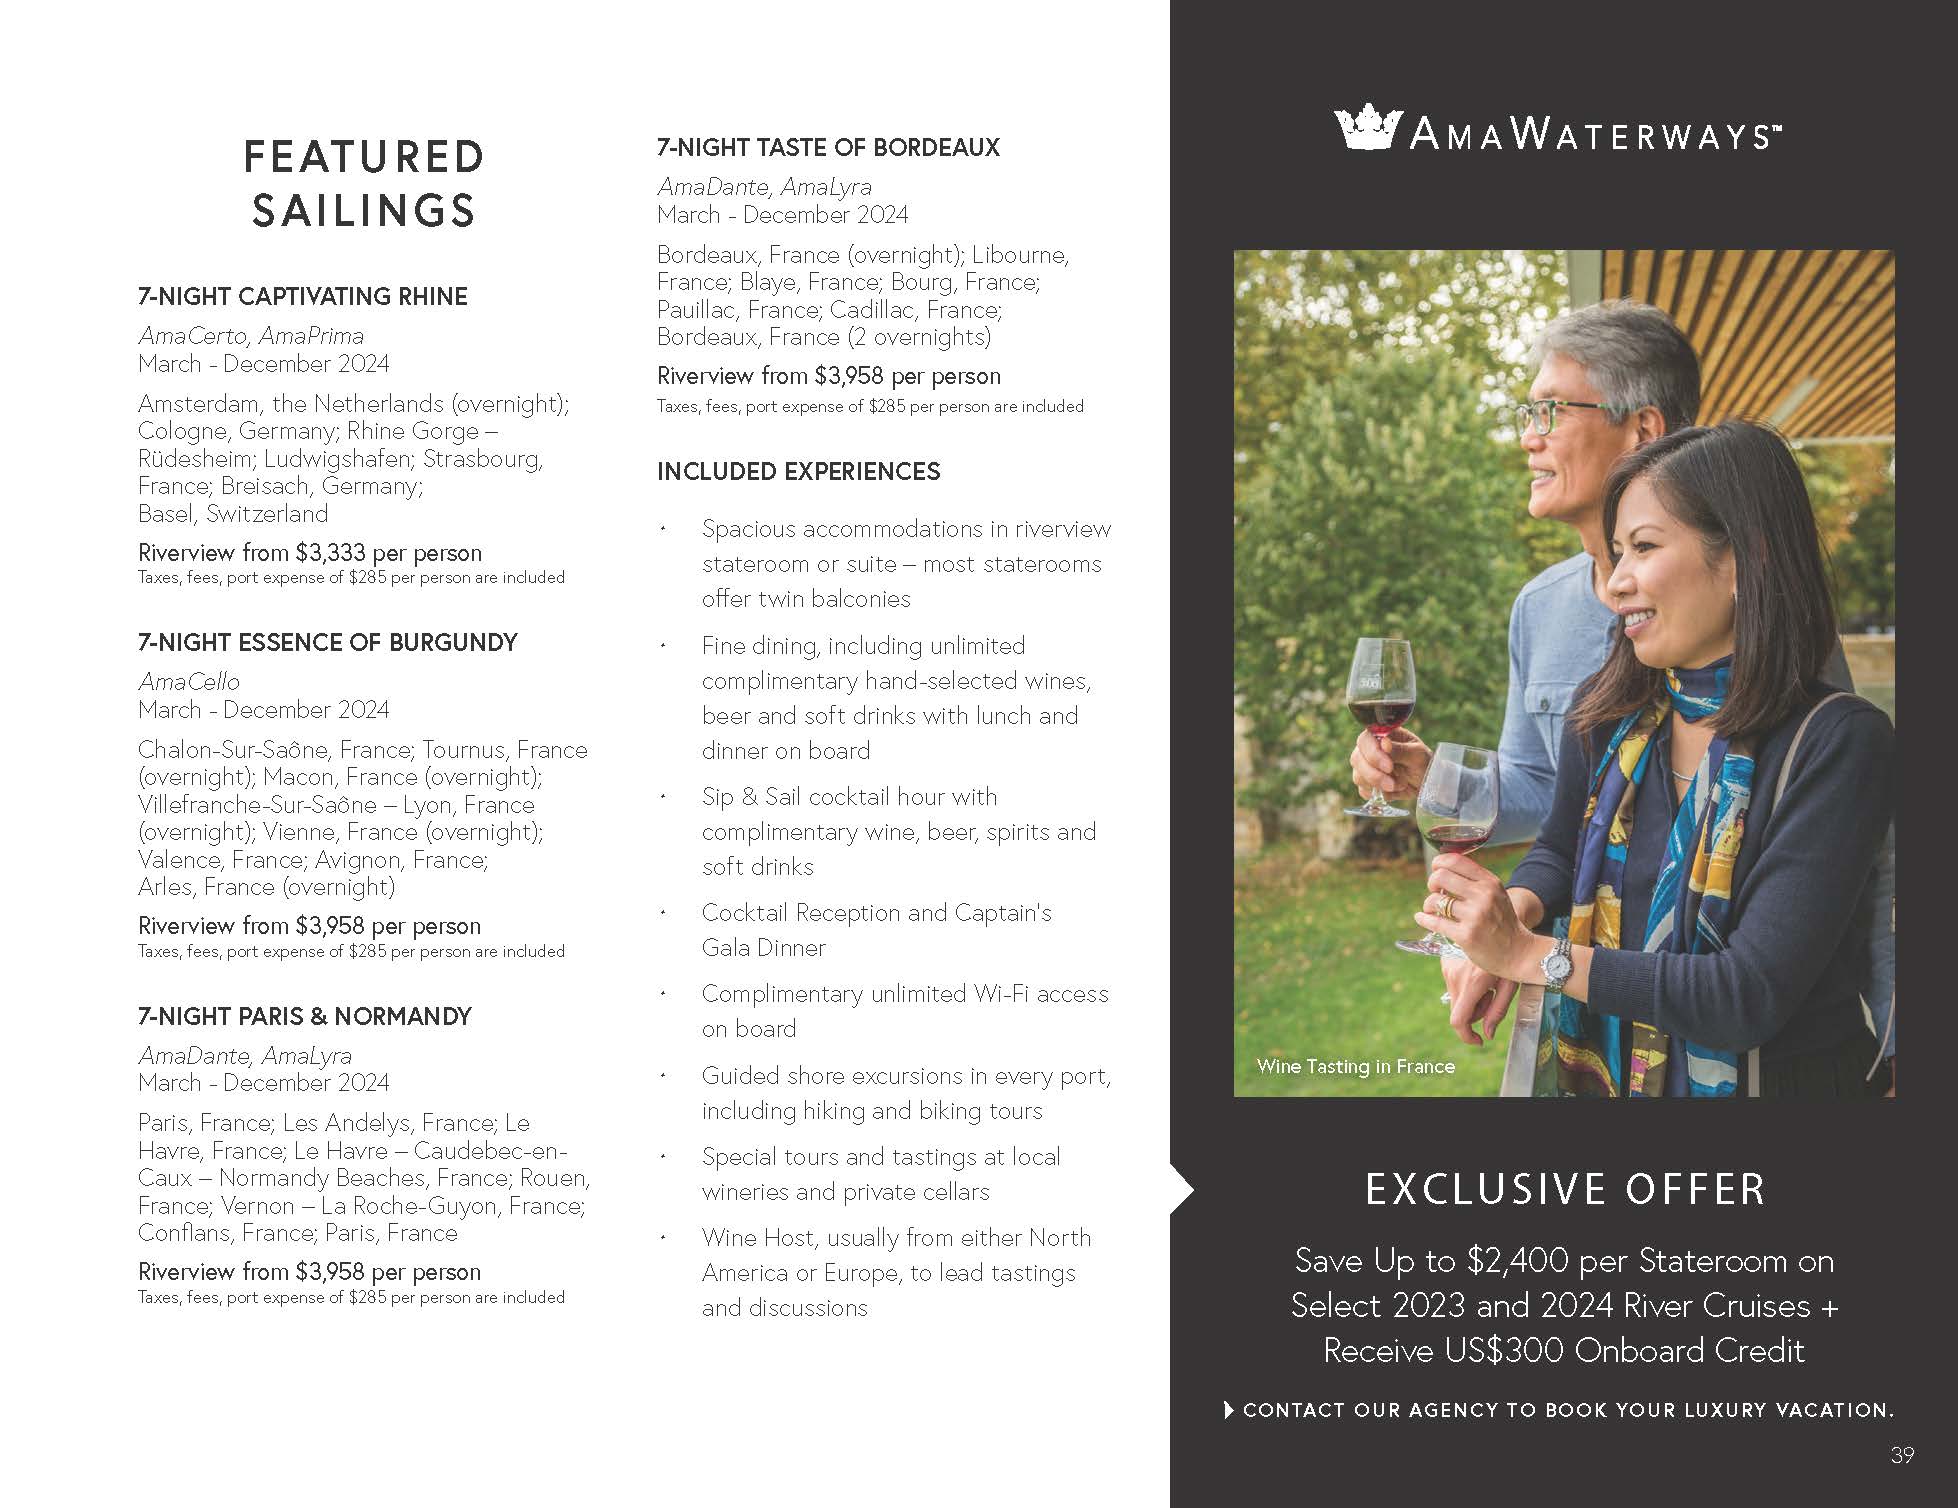 FEATURED
SAILINGS
7-NIGHT CAPTIVATING RHINE
AmaCerto, AmaPrima
March - December 2024
Amsterdam, the Netherlands (overnight);
Cologne, Germany; Rhine Gorge –
Rüdesheim; Ludwigshafen; Strasbourg,
France; Breisach, Germany;
Basel, Switzerland
Riverview from $3,333 per person
Taxes, fees, port expense of $285 per person are included
7-NIGHT ESSENCE OF BURGUNDY
AmaCello
March - December 2024
Chalon-Sur-Saône, France; Tournus, France
(overnight); Macon, France (overnight);
Villefranche-Sur-Saône – Lyon, France
(overnight); Vienne, France (overnight);
Valence, France; Avignon, France;
Arles, France (overnight)
Riverview from $3,958 per person
Taxes, fees, port expense of $285 per person are included
7-NIGHT PARIS & NORMANDY
AmaDante, AmaLyra
March - December 2024
Paris, France; Les Andelys, France; Le
Havre, France; Le Havre – Caudebec-en-
Caux – Normandy Beaches, France; Rouen,
France; Vernon – La Roche-Guyon, France;
Conflans, France; Paris, France
Riverview from $3,958 per person
Taxes, fees, port expense of $285 per person are included
7-NIGHT TASTE OF BORDEAUX
AmaDante, AmaLyra
March - December 2024
Bordeaux, France (overnight); Libourne,
France; Blaye, France; Bourg, France;
Pauillac, France; Cadillac, France;
Bordeaux, France (2 overnights)
Riverview from $3,958 per person
Taxes, fees, port expense of $285 per person are included
INCLUDED EXPERIENCES
• Spacious accommodations in riverview
stateroom or suite – most staterooms
offer twin balconies
• Fine dining, including unlimited
complimentary hand-selected wines,
beer and soft drinks with lunch and
dinner on board
• Sip & Sail cocktail hour with
complimentary wine, beer, spirits and
soft drinks
• Cocktail Reception and Captain's
Gala Dinner
• Complimentary unlimited Wi-Fi access
on board
• Guided shore excursions in every port,
including hiking and biking tours
• Special tours and tastings at local
wineries and private cellars
• Wine Host, usually from either North
America or Europe, to lead tastings
and discussions
AMAWATERWAYS™
Wine Tasting in France
EXCLUSIVE OFFER
Save Up to $2,400 per Stateroom on
Select 2023 and 2024 River Cruises +
Receive US$300 Onboard Credit
CONTACT OUR AGENCY TO BOOK YOUR LUXURY VACATION.
39